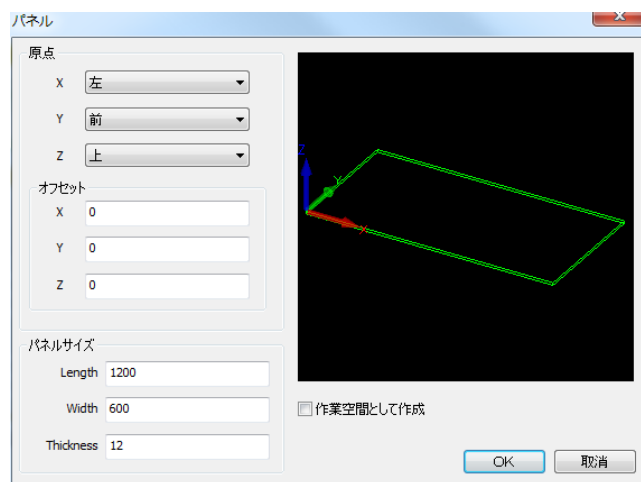 パネル
原点
X 左
Y 前
Z 上
オフセット
X 0
Y 0
Z 0
パネルサイズ
Length 1200
Width 600
Thickness 12
Z
Y
X
作業空間として作成
OK 取消